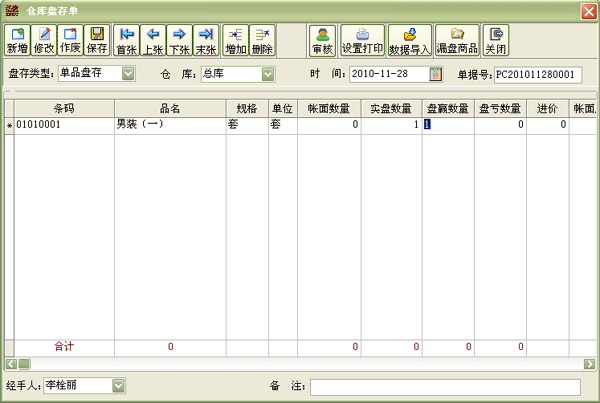 仓库盘存单
新增 修改 作废 保存 首张 上张 下张 末张 增加 删除 审核 设置打印 数据导入 漏盘商品 关闭
盘存类型: 单品盘存 仓 库: 总库 时 间: 2010-11-28 单据号: PC201011280001
条码 品名 规格 单位 帐面数量 实盘数量 盘赢数量 盘亏数量 进价 帐面
* 01010001 男装（一） 套 套 0 1 1 0 0
合计 0 0 0 0 0
经手人: 李栓丽 备 注: